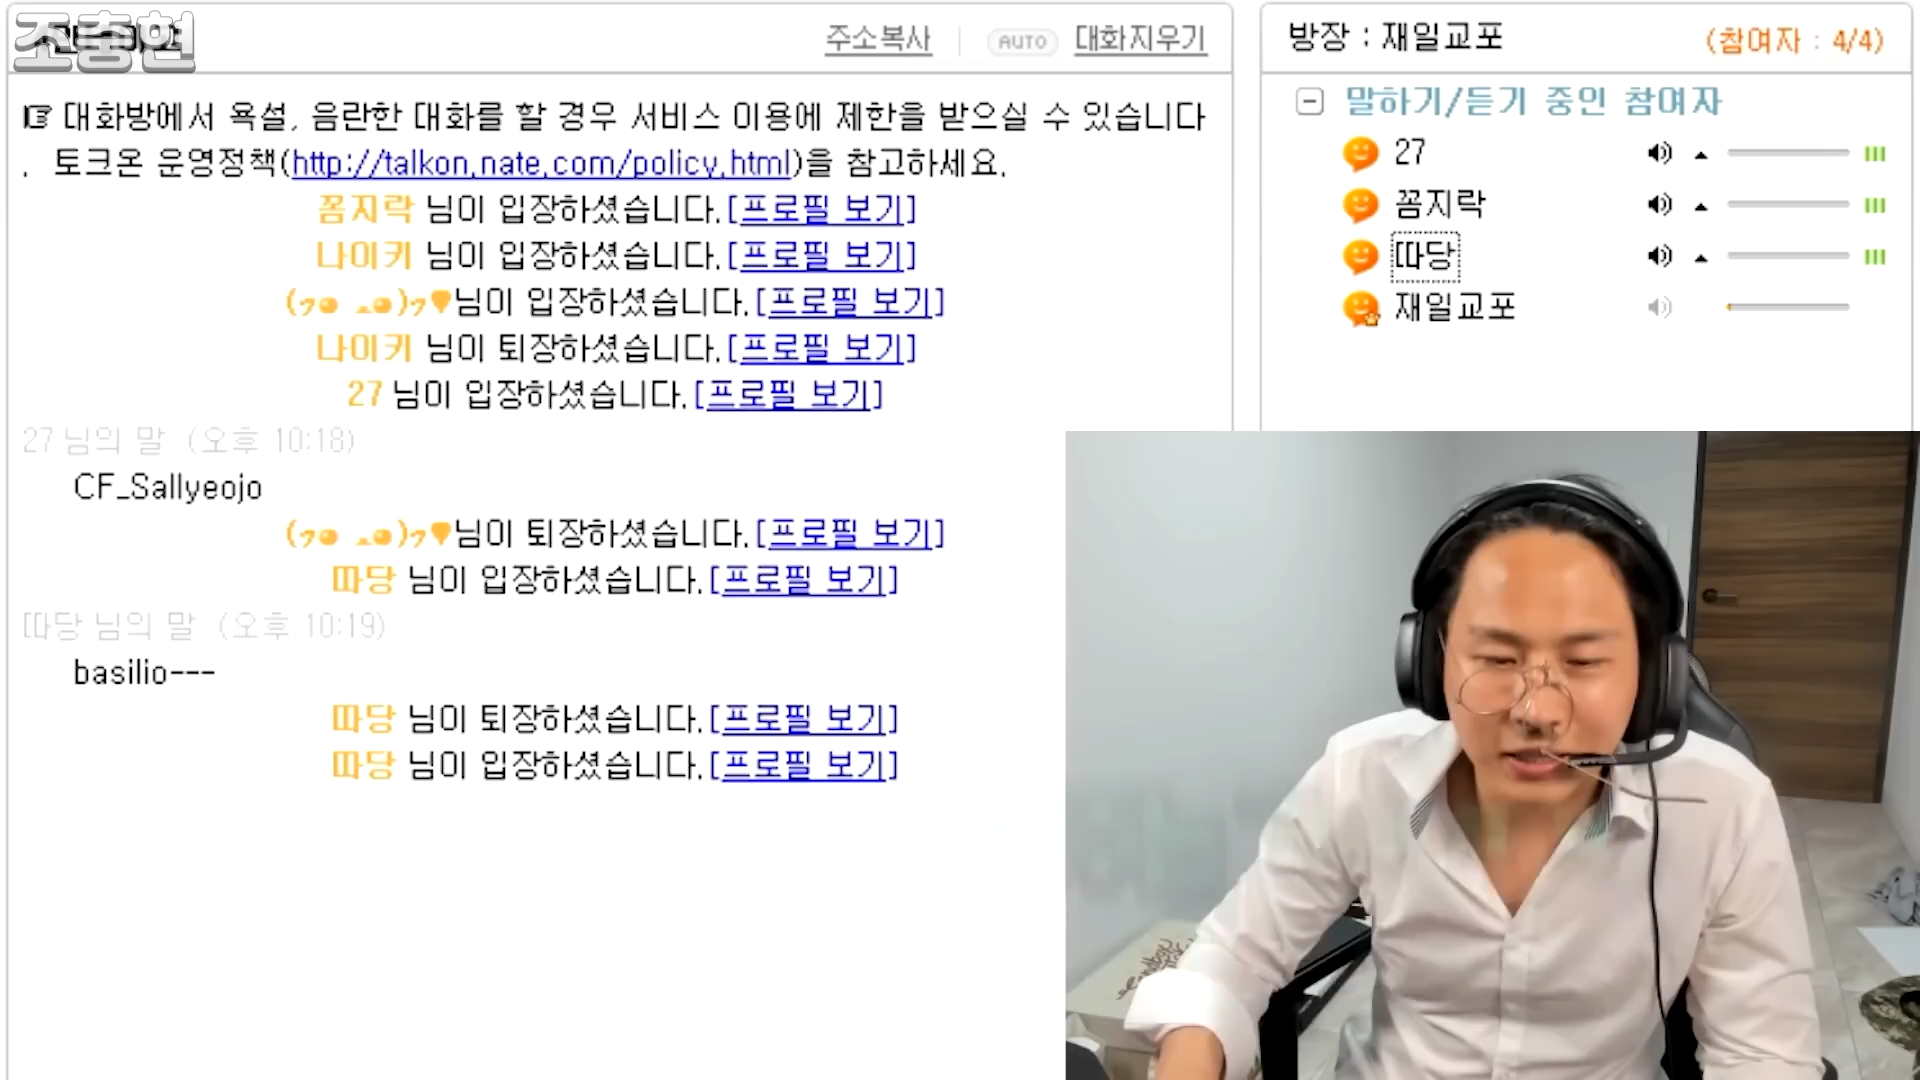 조충현
주소복사
AUTO
대화지우기
☞ 대화방에서 욕설, 음란한 대화를 할 경우 서비스 이용에 제한을 받으실 수 있습니다
. 토크온 운영정책(http://talkon.nate.com/policy.html)을 참고하세요.
꼼지락 님이 입장하셨습니다.[프로필 보기]
나이키 님이 입장하셨습니다.[프로필 보기]
님이 입장하셨습니다.[프로필 보기]
나이키 님이 퇴장하셨습니다.[프로필 보기]
27 님이 입장하셨습니다.[프로필 보기]
27 님의 말 (오후 10:18)
CF_Sallyeojo
님이 퇴장하셨습니다.[프로필 보기]
따당 님이 입장하셨습니다.[프로필 보기]
따당 님의 말 (오후 10:19)
basilio---
따당 님이 퇴장하셨습니다.[프로필 보기]
따당 님이 입장하셨습니다.[프로필 보기]
방장 : 재일교포
(참여자 : 4/4)
말하기/듣기 중인 참여자
27
꼼지락
따당
재일교포